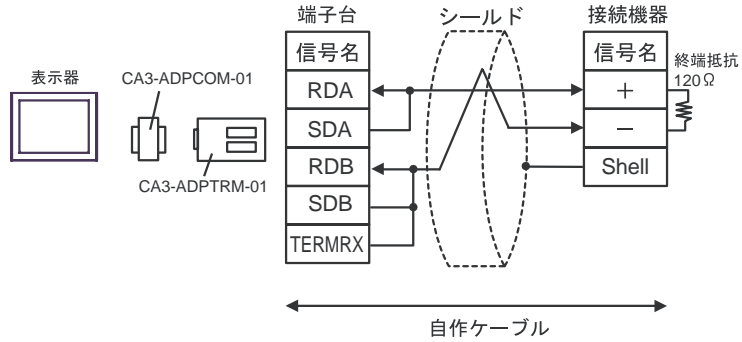 端子台
シールド
接続機器
信号名
信号名
終端抵抗
120Ω
表示器
CA3-ADPCOM-01
RDA
+
SDA
−
CA3-ADPTRM-01
RDB
Shell
SDB
TERMRX
自作ケーブル